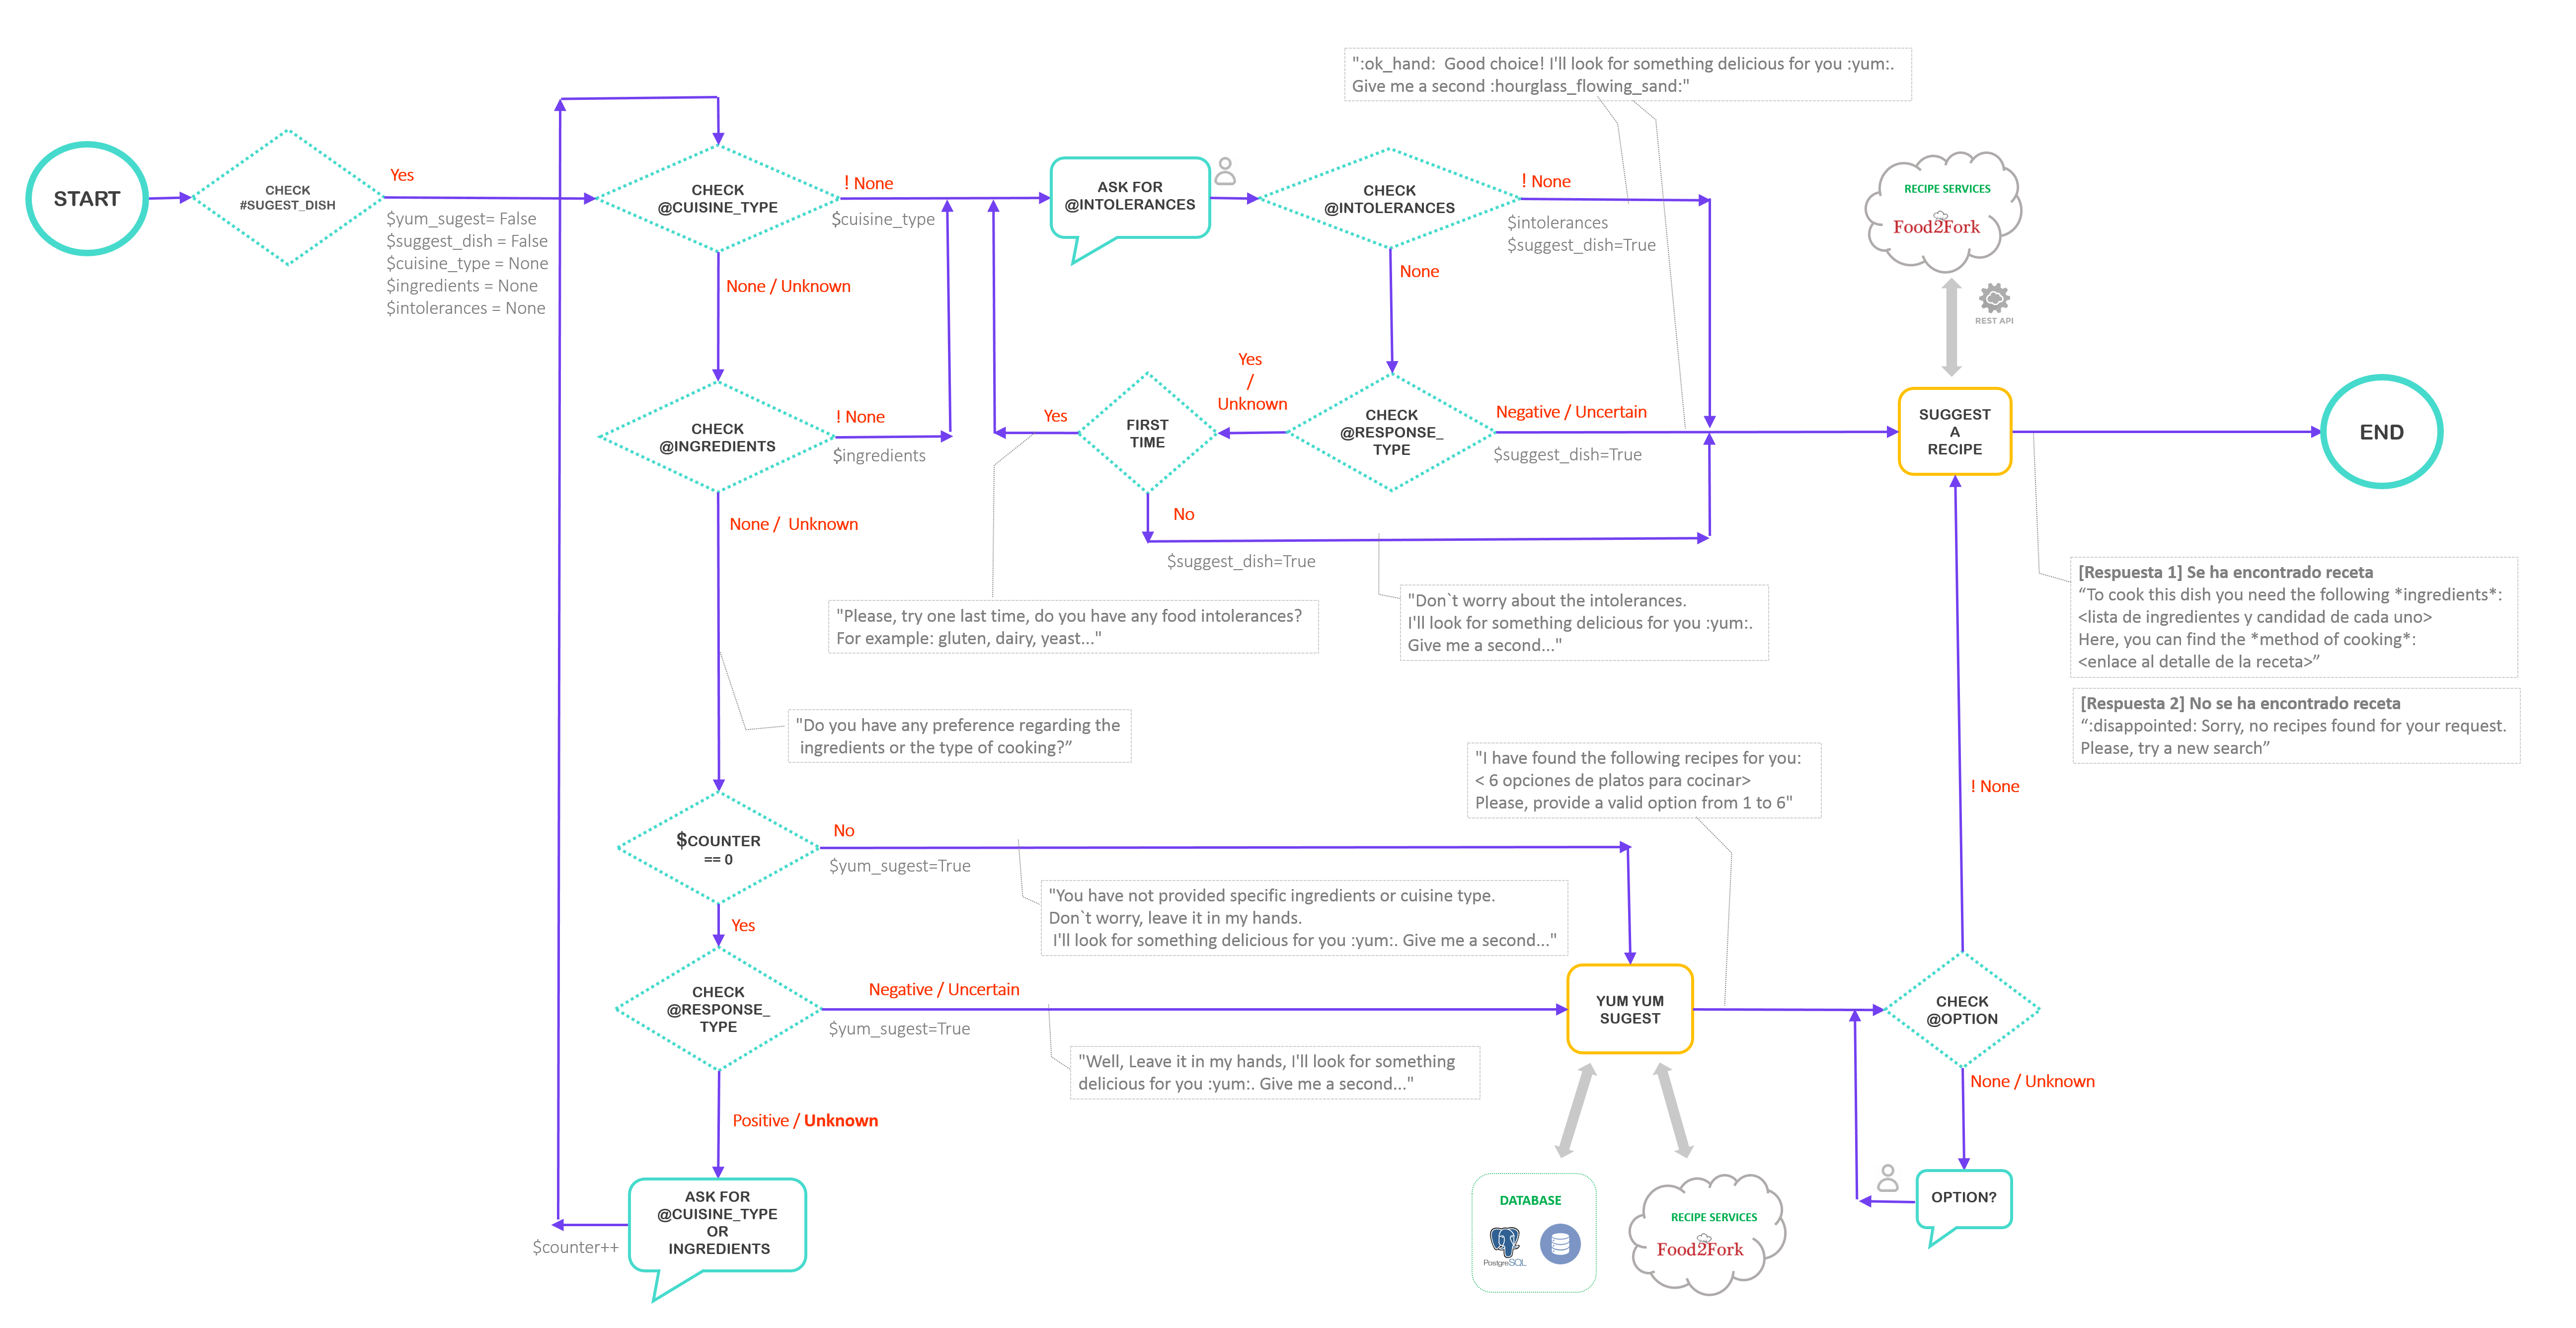 ":ok_hand:  Good choice! I'll look for something delicious for you :yum:.
Give me a second :hourglass_flowing_sand:"
START
CHECK
#SUGEST_DISH
Yes
$yum_sugest= False
$suggest_dish = False
$cuisine_type = None
$ingredients = None
$intolerances = None
CHECK
@CUISINE_TYPE
! None
$cuisine_type
None / Unknown
ASK FOR
@INTOLERANCES
CHECK
@INTOLERANCES
! None
$intolerances
$suggest_dish=True
None
RECIPE SERVICES
Food2Fork
REST API
CHECK
@INGREDIENTS
! None
$ingredients
None /  Unknown
Yes
FIRST
TIME
Yes
/
Unknown
CHECK
@RESPONSE_
TYPE
Negative / Uncertain
$suggest_dish=True
No
$suggest_dish=True
SUGGEST
A
RECIPE
END
"Please, try one last time, do you have any food intolerances?
For example: gluten, dairy, yeast..."
"Don`t worry about the intolerances.
I'll look for something delicious for you :yum:.
Give me a second..."
[Respuesta 1] Se ha encontrado receta
“To cook this dish you need the following *ingredients*:
<lista de ingredientes y candidad de cada uno>
Here, you can find the *method of cooking*:
<enlace al detalle de la receta>”
[Respuesta 2] No se ha encontrado receta
“:disappointed: Sorry, no recipes found for your request.
Please, try a new search”
"Do you have any preference regarding the
ingredients or the type of cooking?”
"I have found the following recipes for you:
< 6 opciones de platos para cocinar>
Please, provide a valid option from 1 to 6"
! None
$COUNTER
== 0
No
$yum_sugest=True
"You have not provided specific ingredients or cuisine type.
Don`t worry, leave it in my hands.
I'll look for something delicious for you :yum:. Give me a second..."
Yes
CHECK
@RESPONSE_
TYPE
Negative / Uncertain
$yum_sugest=True
"Well, Leave it in my hands, I'll look for something
delicious for you :yum:. Give me a second..."
YUM YUM
SUGEST
CHECK
@OPTION
None / Unknown
Positive / Unknown
ASK FOR
@CUISINE_TYPE
OR
INGREDIENTS
$counter++
DATABASE
PostgreSQL
RECIPE SERVICES
Food2Fork
OPTION?